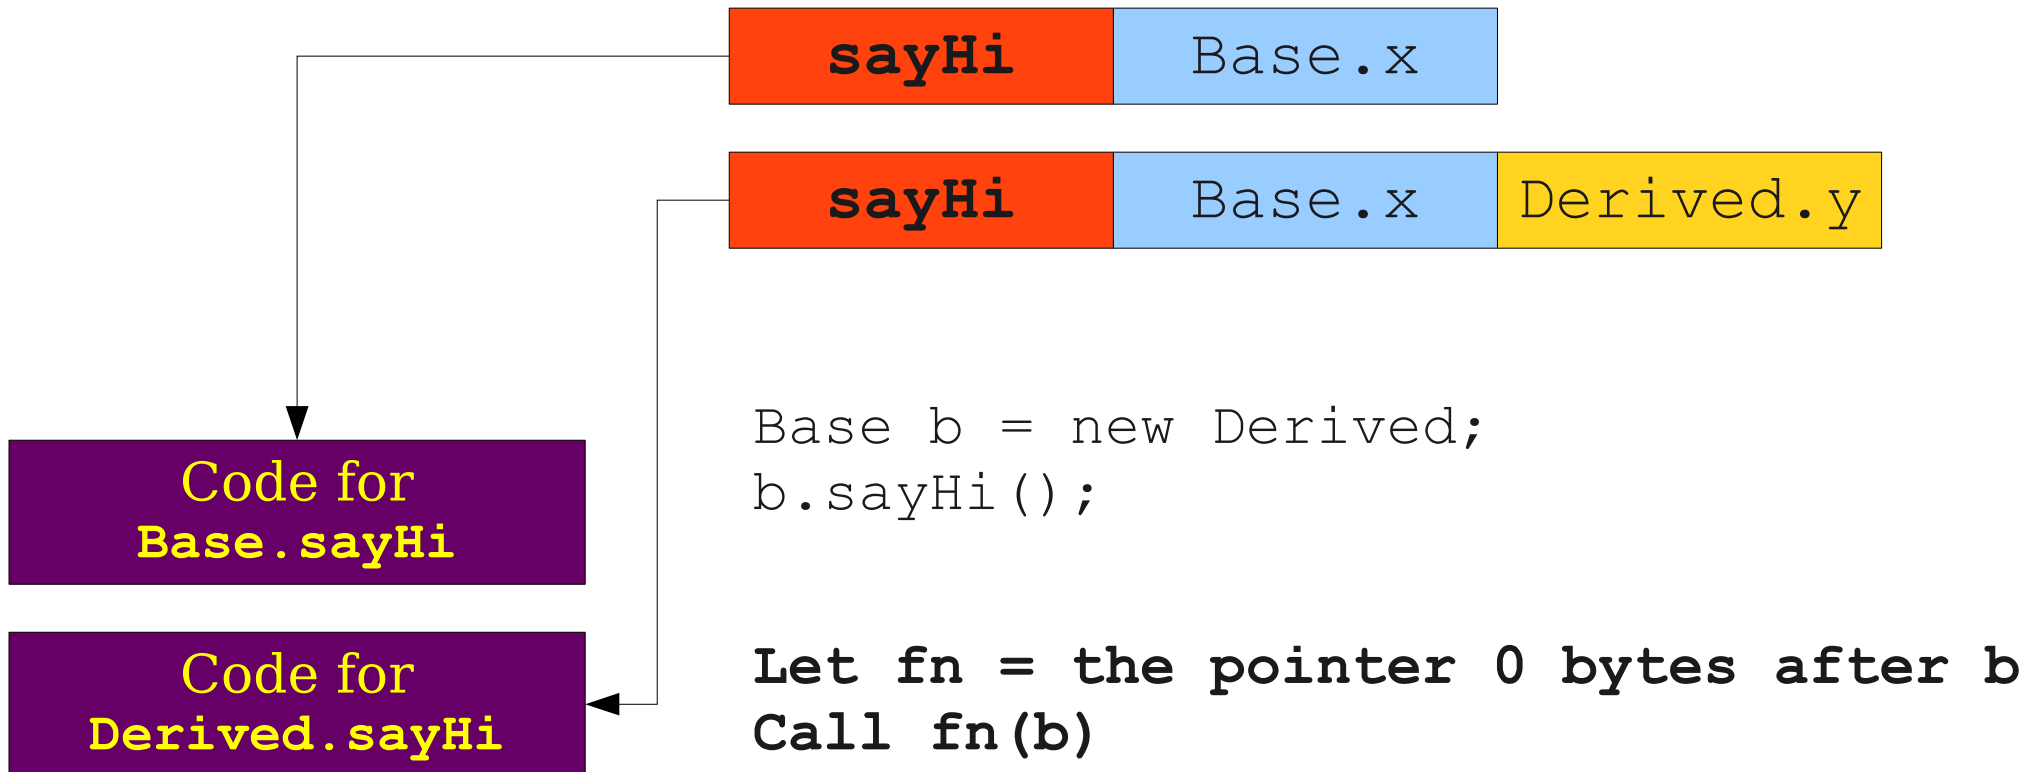 sayHi Base.x
sayHi Base.x Derived.y
Base b = new Derived;
b.sayHi();
Code for
Base.sayHi
Let fn = the pointer 0 bytes after b
Call fn(b)
Code for
Derived.sayHi